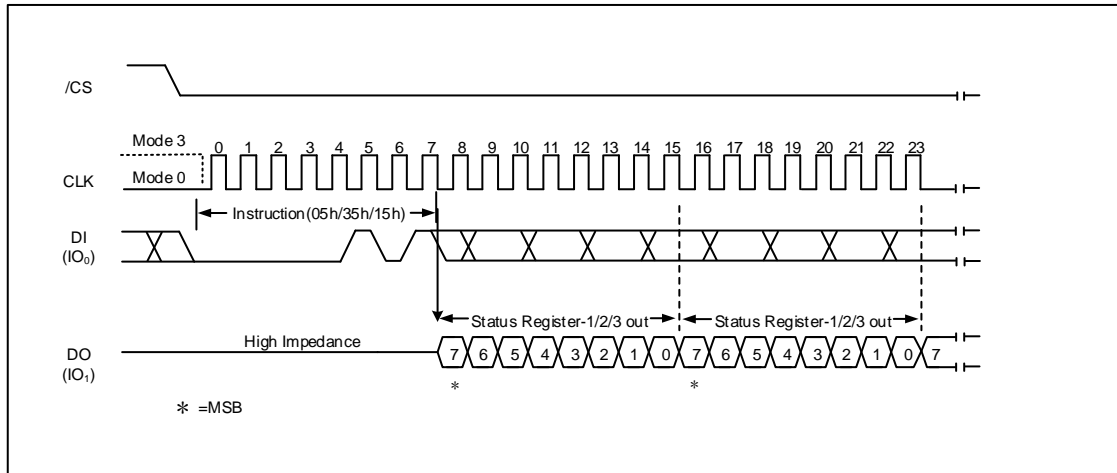 /CS
Mode 3
0 1 2 3 4 5 6 7 8 9 10 11 12 13 14 15 16 17 18 19 20 21 22 23
CLK
Mode 0
Instruction(05h/35h/15h)
DI
(IO₀)
Status Register-1/2/3 out
Status Register-1/2/3 out
High Impedance
DO
(IO₁)
7 6 5 4 3 2 1 0 7 6 5 4 3 2 1 0 7
* *
* =MSB